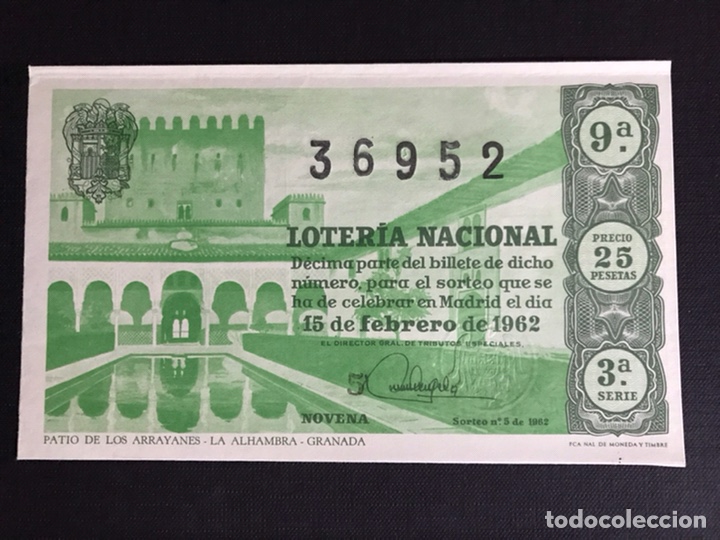 36952
9ª
LOTERÍA NACIONAL
Décima parte del billete de dicho
número, para el sorteo que se
ha de celebrar en Madrid el día
15 de febrero de 1962
EL DIRECTOR GRAL. DE TRIBUTOS ESPECIALES,
PRECIO
25
PESETAS
3ª
SERIE
NOVENA
Sorteo nº 5 de 1962
PATIO DE LOS ARRAYANES - LA ALHAMBRA - GRANADA
FCA NAL DE MONEDA Y TIMBRE
todocoleccion
todocoleccion.net